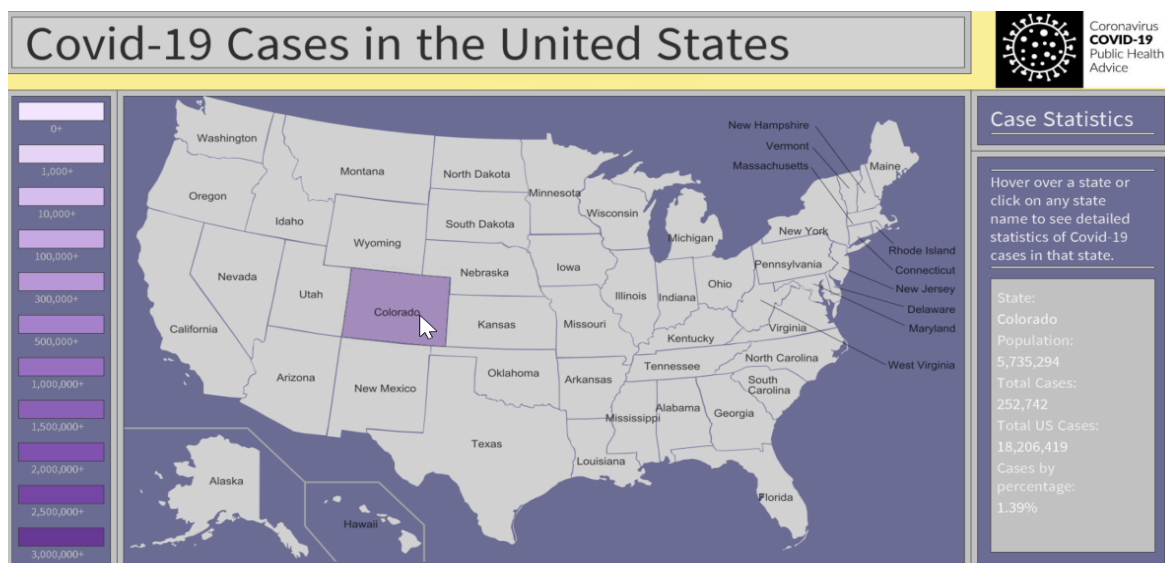 Covid-19 Cases in the United States
Coronavirus
COVID-19
Public Health
Advice
0+
1,000+
10,000+
100,000+
300,000+
500,000+
1,000,000+
1,500,000+
2,000,000+
2,500,000+
3,000,000+
Washington
Oregon
California
Nevada
Idaho
Montana
Wyoming
Utah
Arizona
Colorado
New Mexico
North Dakota
South Dakota
Nebraska
Kansas
Oklahoma
Texas
Minnesota
Iowa
Missouri
Arkansas
Louisiana
Wisconsin
Illinois
Michigan
Indiana
Ohio
Kentucky
Tennessee
Mississippi
Alabama
Georgia
Florida
South
Carolina
North Carolina
Virginia
West Virginia
Maryland
Delaware
New Jersey
Connecticut
Rhode Island
Pennsylvania
New York
Maine
New Hampshire
Vermont
Massachusetts
Alaska
Hawaii
Case Statistics
Hover over a state or
click on any state
name to see detailed
statistics of Covid-19
cases in that state.
State:
Colorado
Population:
5,735,294
Total Cases:
252,742
Total US Cases:
18,206,419
Cases by
percentage:
1.39%